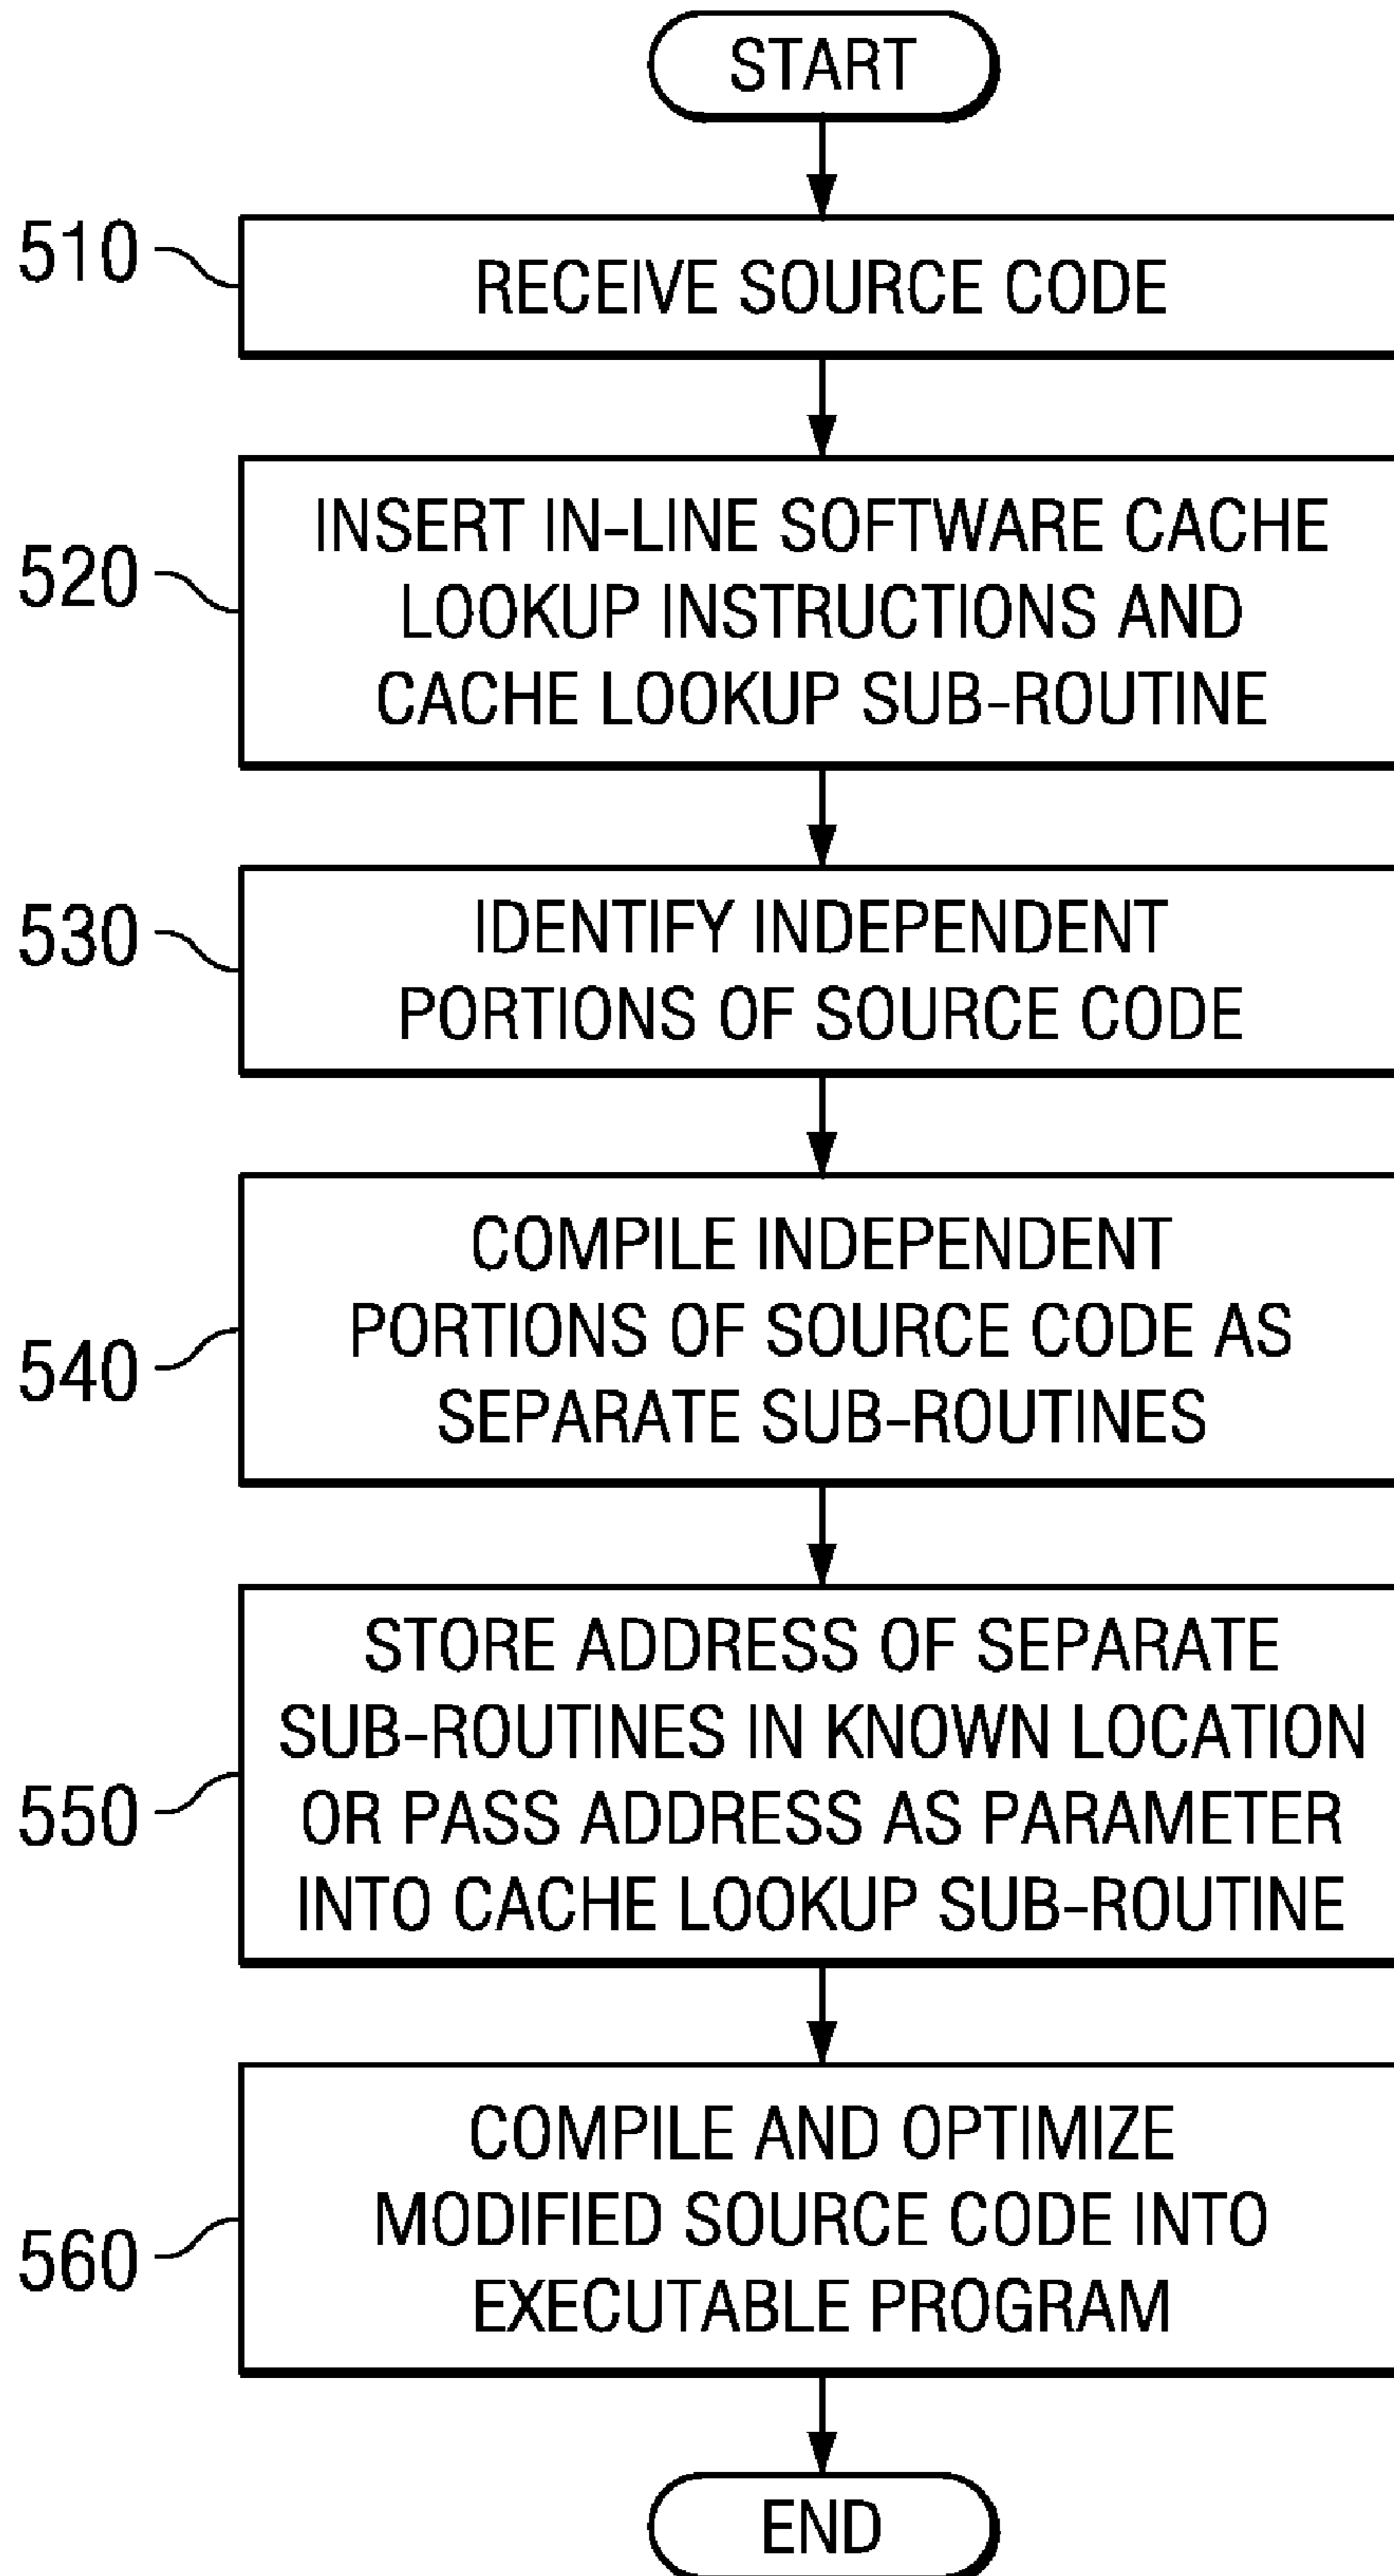 START
510
RECEIVE SOURCE CODE
520
INSERT IN-LINE SOFTWARE CACHE
LOOKUP INSTRUCTIONS AND
CACHE LOOKUP SUB-ROUTINE
530
IDENTIFY INDEPENDENT
PORTIONS OF SOURCE CODE
540
COMPILE INDEPENDENT
PORTIONS OF SOURCE CODE AS
SEPARATE SUB-ROUTINES
550
STORE ADDRESS OF SEPARATE
SUB-ROUTINES IN KNOWN LOCATION
OR PASS ADDRESS AS PARAMETER
INTO CACHE LOOKUP SUB-ROUTINE
560
COMPILE AND OPTIMIZE
MODIFIED SOURCE CODE INTO
EXECUTABLE PROGRAM
END